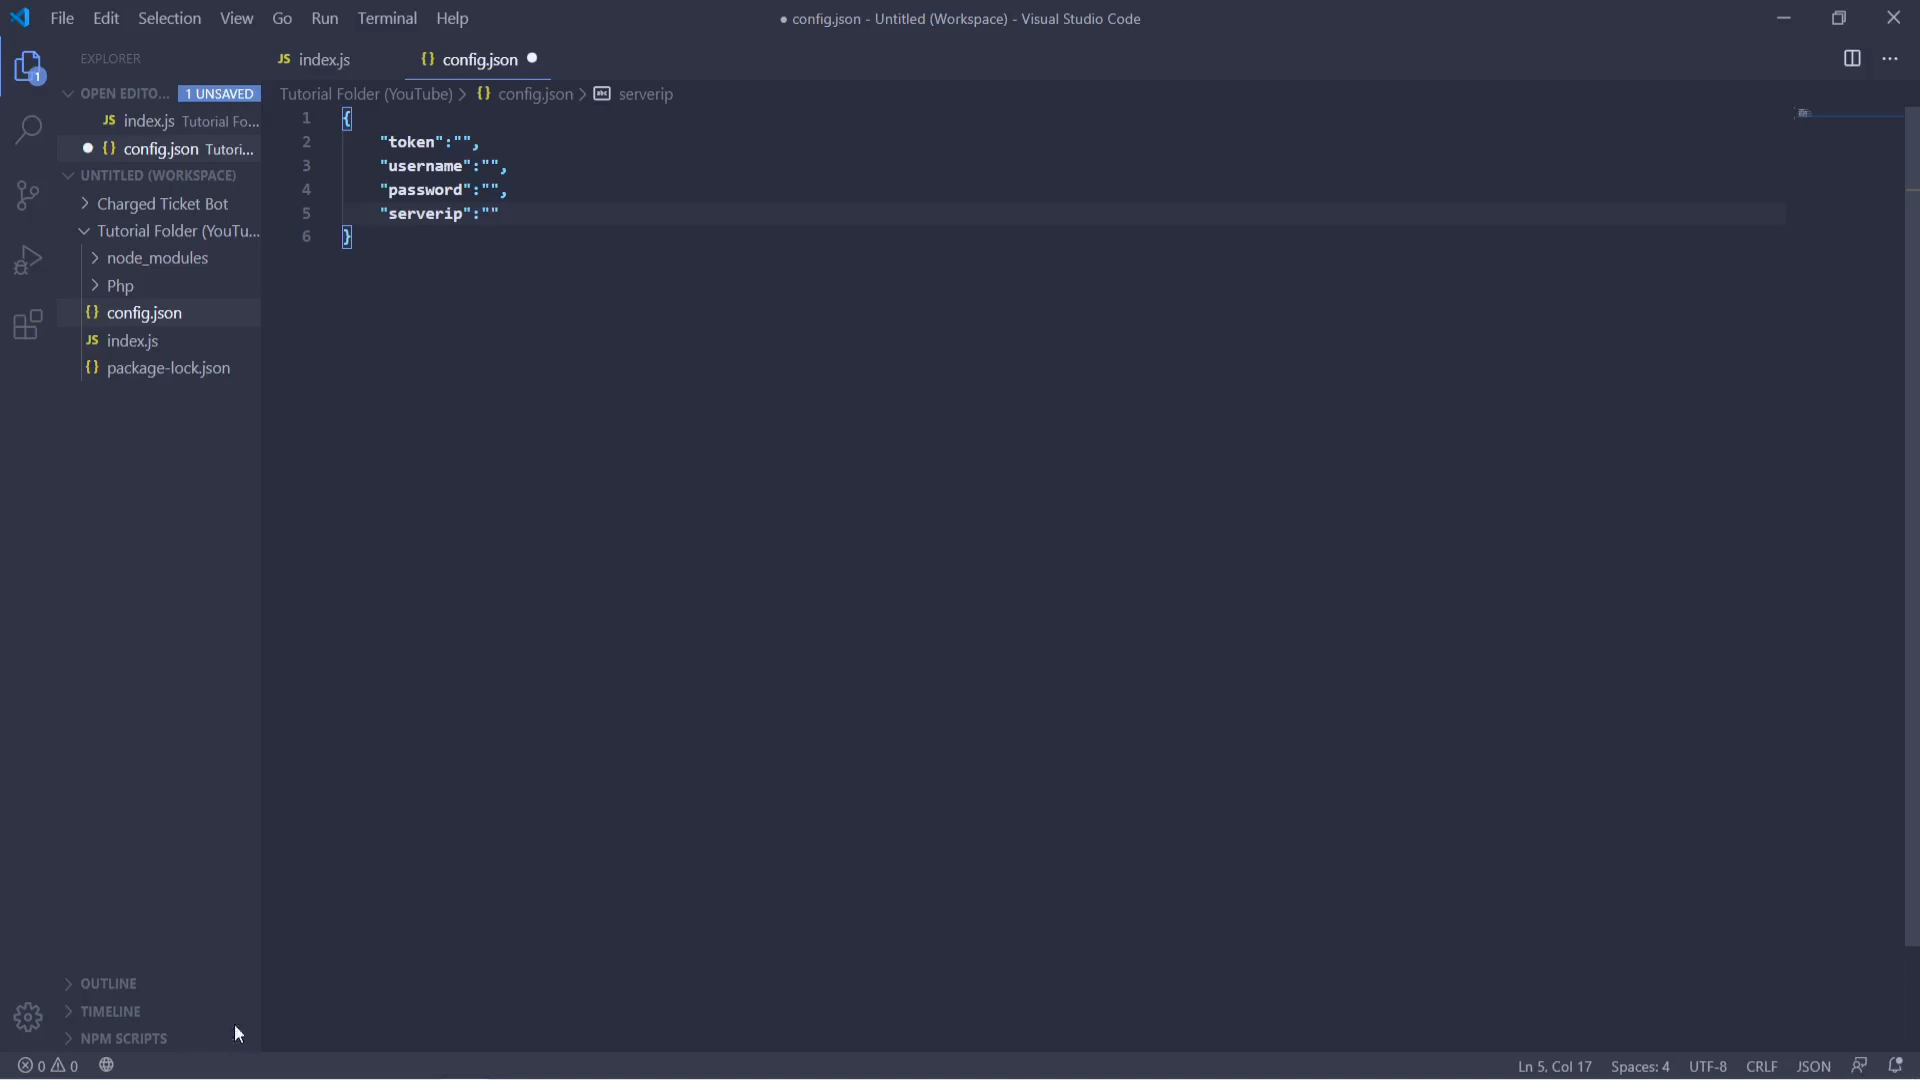 File Edit Selection View Go Run Terminal Help
● config.json - Untitled (Workspace) - Visual Studio Code
EXPLORER
JS index.js
{} config.json
1
OPEN EDITO... 1 UNSAVED
JS index.js Tutorial Fo...
{} config.json Tutori...
UNTITLED (WORKSPACE)
Charged Ticket Bot
Tutorial Folder (YouTu...
node_modules
Php
{} config.json
JS index.js
{} package-lock.json
OUTLINE
TIMELINE
NPM SCRIPTS
Tutorial Folder (YouTube) > {} config.json > abc serverip
1 {
2 "token":"",
3 "username":"",
4 "password":"",
5 "serverip":""
6 }
0 0
Ln 5, Col 17 Spaces: 4 UTF-8 CRLF JSON